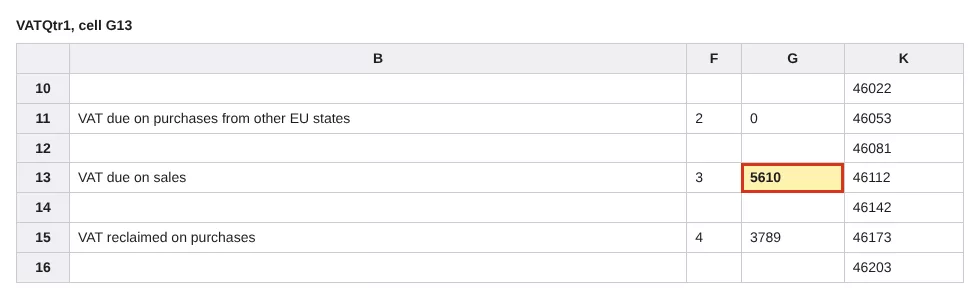 VATQtr1, cell G13
B F G K
10 46022
11 VAT due on purchases from other EU states 2 0 46053
12 46081
13 VAT due on sales 3 5610 46112
14 46142
15 VAT reclaimed on purchases 4 3789 46173
16 46203